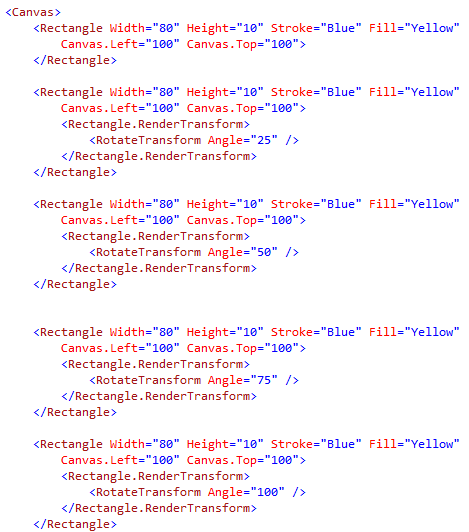 <Canvas>
    <Rectangle Width="80" Height="10" Stroke="Blue" Fill="Yellow"
        Canvas.Left="100" Canvas.Top="100">
    </Rectangle>

    <Rectangle Width="80" Height="10" Stroke="Blue" Fill="Yellow"
        Canvas.Left="100" Canvas.Top="100">
        <Rectangle.RenderTransform>
            <RotateTransform Angle="25" />
        </Rectangle.RenderTransform>
    </Rectangle>

    <Rectangle Width="80" Height="10" Stroke="Blue" Fill="Yellow"
        Canvas.Left="100" Canvas.Top="100">
        <Rectangle.RenderTransform>
            <RotateTransform Angle="50" />
        </Rectangle.RenderTransform>
    </Rectangle>


    <Rectangle Width="80" Height="10" Stroke="Blue" Fill="Yellow"
        Canvas.Left="100" Canvas.Top="100">
        <Rectangle.RenderTransform>
            <RotateTransform Angle="75" />
        </Rectangle.RenderTransform>
    </Rectangle>

    <Rectangle Width="80" Height="10" Stroke="Blue" Fill="Yellow"
        Canvas.Left="100" Canvas.Top="100">
        <Rectangle.RenderTransform>
            <RotateTransform Angle="100" />
        </Rectangle.RenderTransform>
    </Rectangle>